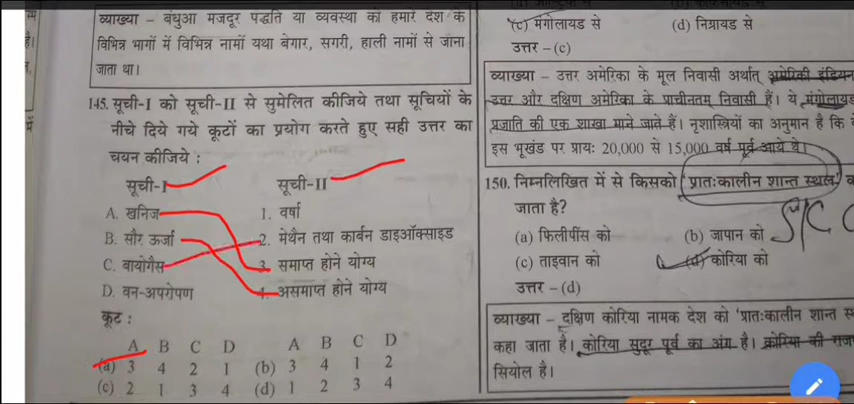 व्याख्या – बंधुआ मजदूर पद्धति या व्यवस्था को हमारे देश के
विभिन्न भागों में विभिन्न नामों यथा बेगार, सगरी, हाली नामों से जाना
जाता था।
145. सूची-I को सूची-II से सुमेलित कीजिये तथा सूचियों के
नीचे दिये गये कूटों का प्रयोग करते हुए सही उत्तर का
चयन कीजिये :
सूची-I सूची-II
A. खनिज 1. वर्षा
B. सौर ऊर्जा 2. मेथैन तथा कार्बन डाइऑक्साइड
C. बायोगैस 3. समाप्त होने योग्य
D. वन-अपरोपण 4. असमाप्त होने योग्य
कूट :
A B C D A B C D
(a) 3 4 2 1 (b) 3 4 1 2
(c) 2 1 3 4 (d) 1 2 3 4
(c) मंगोलायड से (d) निग्रायड से
उत्तर – (c)
व्याख्या – उत्तर अमेरिका के मूल निवासी अर्थात् अमेरिकी इंडियन
उत्तर और दक्षिण अमेरिका के प्राचीनतम् निवासी हैं। ये मंगोलायड
प्रजाति की एक शाखा माने जाते हैं। नृशास्त्रियों का अनुमान है कि
इस भूखंड पर प्रायः 20,000 से 15,000 वर्ष पूर्व आये थे।
150. निम्नलिखित में से किसको 'प्रातःकालीन शान्त स्थल'
जाता है?
(a) फिलीपींस को (b) जापान को
(c) ताइवान को (d) कोरिया को
उत्तर – (d)
व्याख्या – दक्षिण कोरिया नामक देश को 'प्रातःकालीन शान्त
कहा जाता है। कोरिया सुदूर पूर्व का अंग है। कोरिया की
सियोल है।